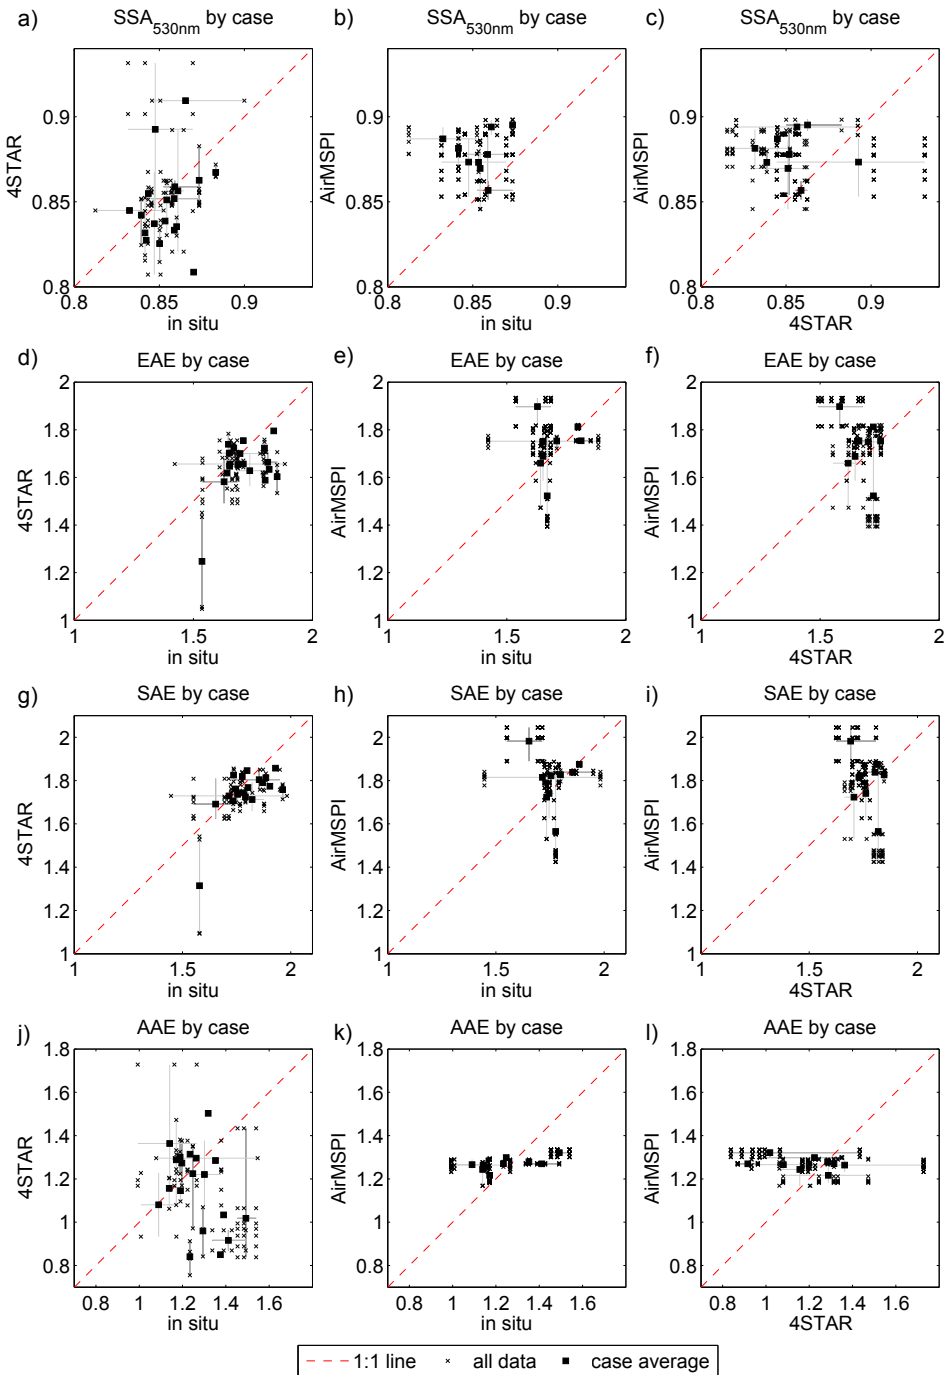 a) SSA530nm by case
4STAR
0.9
0.85
0.8
0.8 0.85 0.9
in situ
b) SSA530nm by case
AirMSPI
0.9
0.85
0.8
0.8 0.85 0.9
in situ
c) SSA530nm by case
AirMSPI
0.9
0.85
0.8
0.8 0.85 0.9
4STAR
d) EAE by case
4STAR
2
1.8
1.6
1.4
1.2
1
1 1.5 2
in situ
e) EAE by case
AirMSPI
2
1.8
1.6
1.4
1.2
1
1 1.5 2
in situ
f) EAE by case
AirMSPI
2
1.8
1.6
1.4
1.2
1
1 1.5 2
4STAR
g) SAE by case
4STAR
2
1.8
1.6
1.4
1.2
1
1 1.5 2
in situ
h) SAE by case
AirMSPI
2
1.8
1.6
1.4
1.2
1
1 1.5 2
in situ
i) SAE by case
AirMSPI
2
1.8
1.6
1.4
1.2
1
1 1.5 2
4STAR
j) AAE by case
4STAR
1.8
1.6
1.4
1.2
1
0.8
0.8 1 1.2 1.4 1.6
in situ
k) AAE by case
AirMSPI
1.8
1.6
1.4
1.2
1
0.8
0.8 1 1.2 1.4 1.6
in situ
l) AAE by case
AirMSPI
1.8
1.6
1.4
1.2
1
0.8
0.8 1 1.2 1.4 1.6
4STAR
1:1 line all data case average